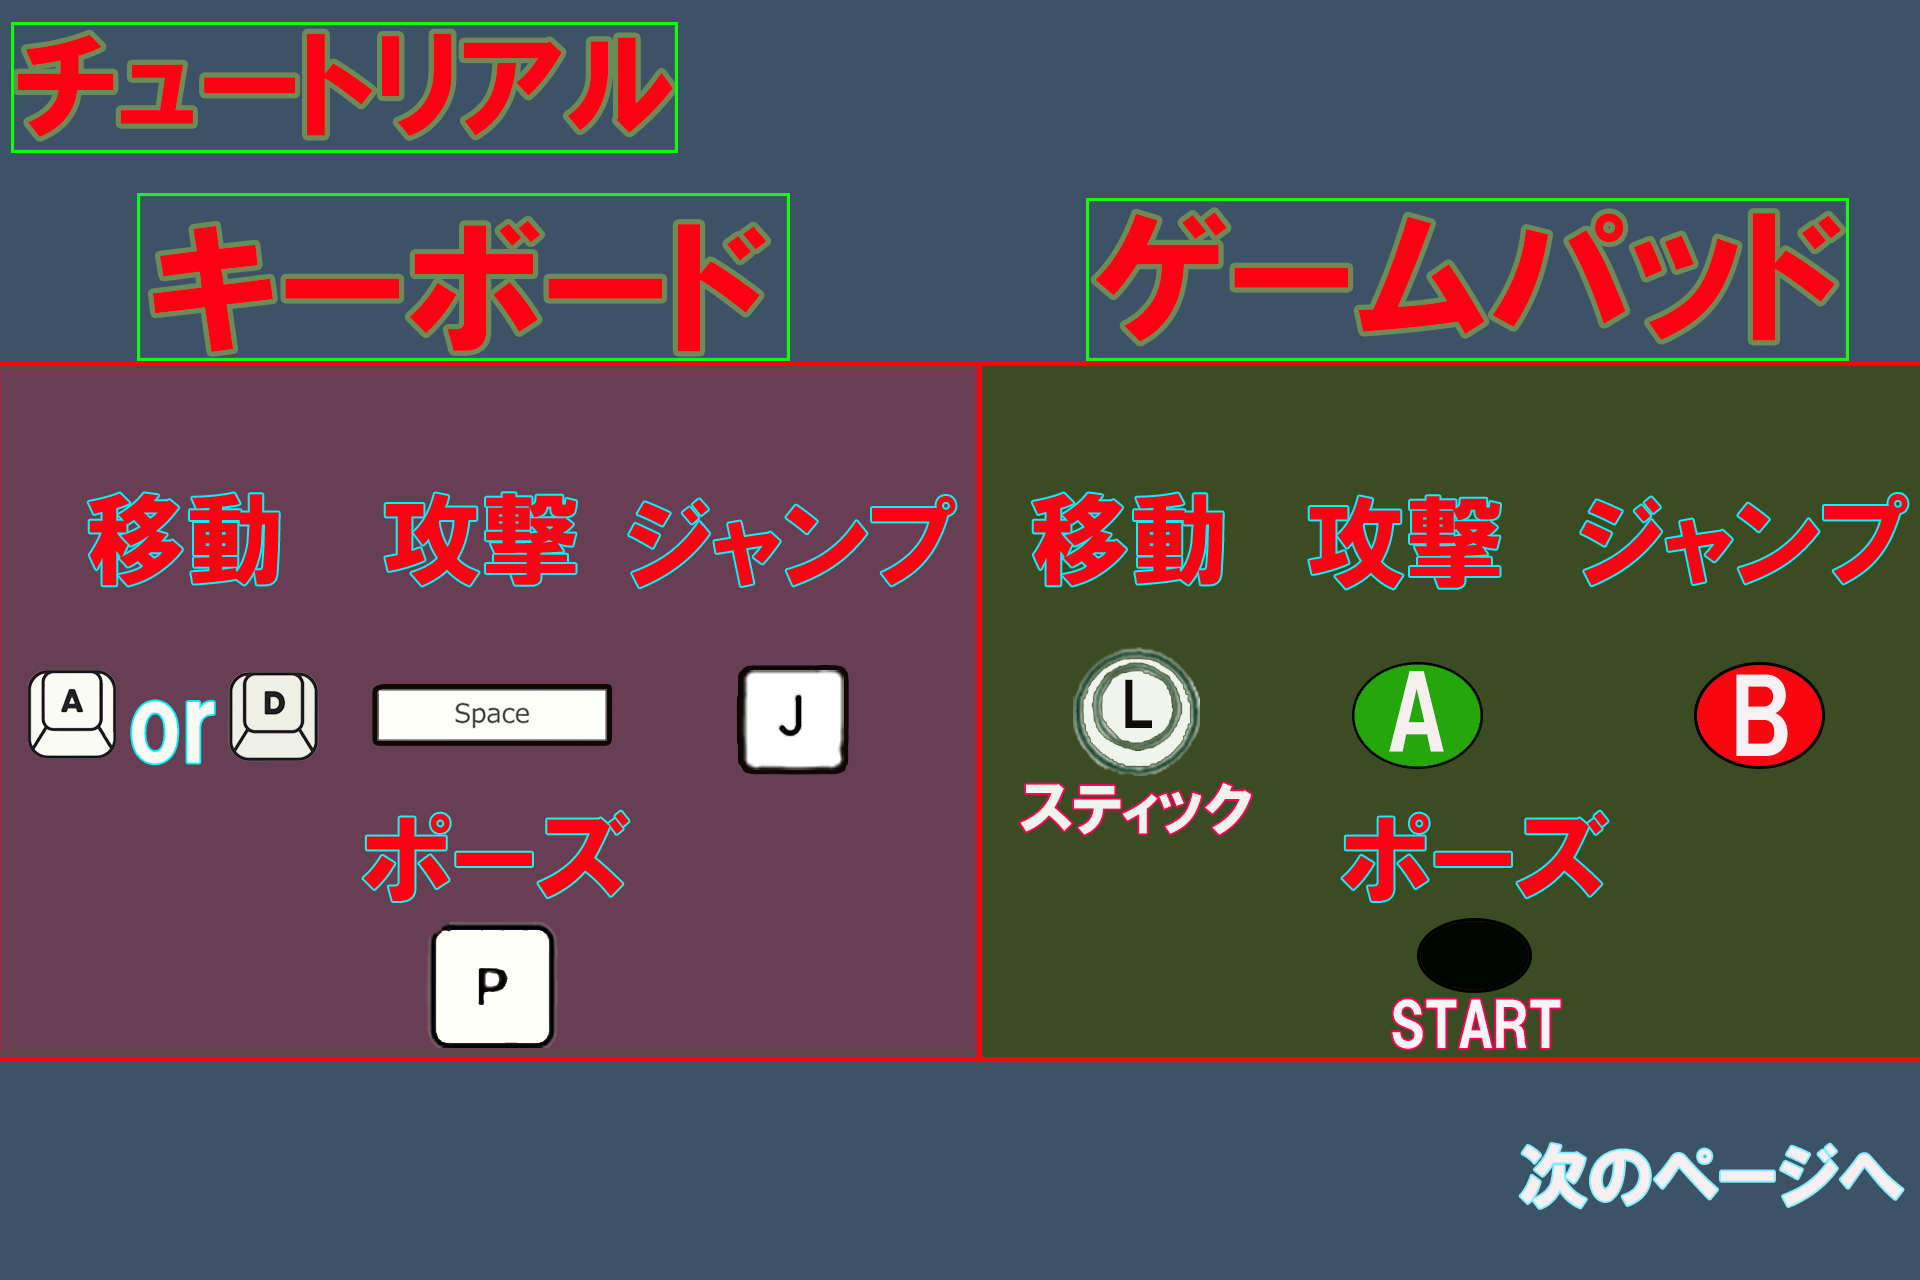 チュートリアル
キーボード
ゲームパッド
移動 攻撃 ジャンプ
A or D Space J
ポーズ
P
移動 攻撃 ジャンプ
L A B
スティック
ポーズ
START
次のページへ